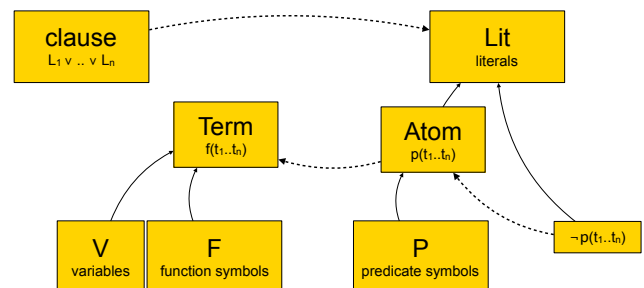 clause
L₁ ∨ .. ∨ Lₙ
Lit
literals
Term
f(t₁..tₙ)
Atom
p(t₁..tₙ)
V
variables
F
function symbols
P
predicate symbols
¬ p(t₁..tₙ)